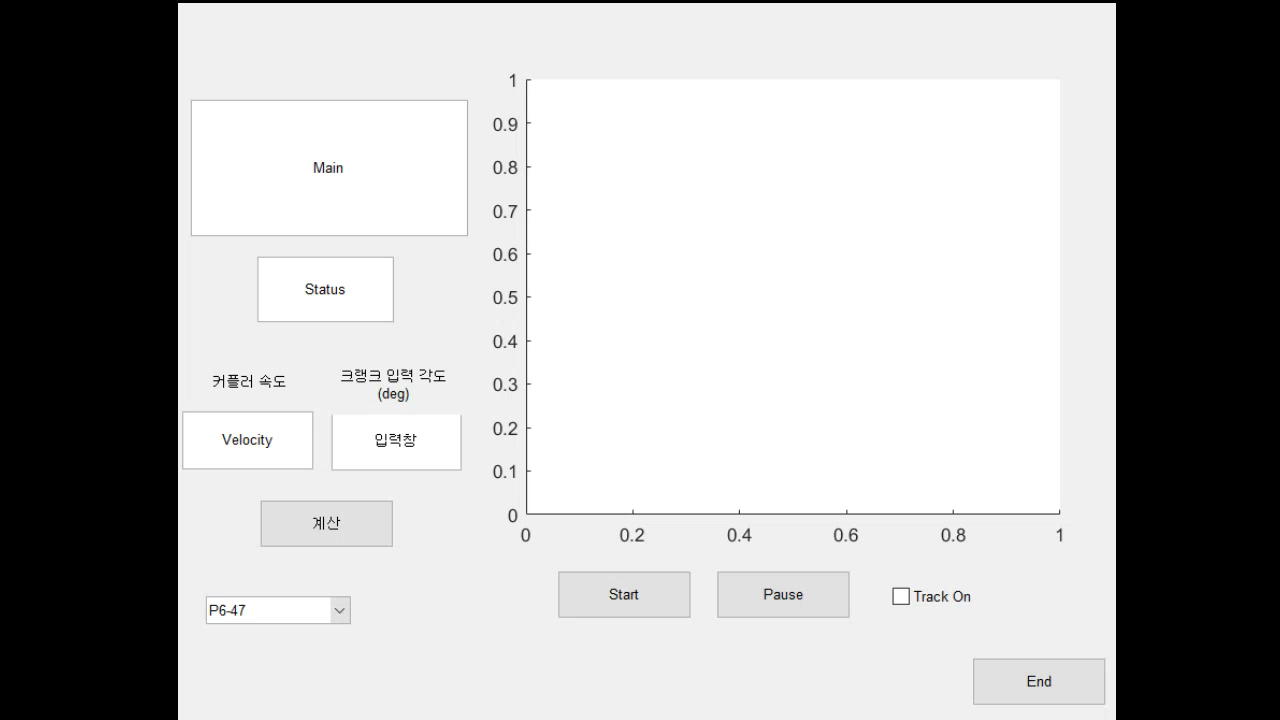 Main
Status
커플러 속도
크랭크 입력 각도
(deg)
Velocity
입력창
계산
P6-47
1
0.9
0.8
0.7
0.6
0.5
0.4
0.3
0.2
0.1
0
0 0.2 0.4 0.6 0.8 1
Start
Pause
Track On
End